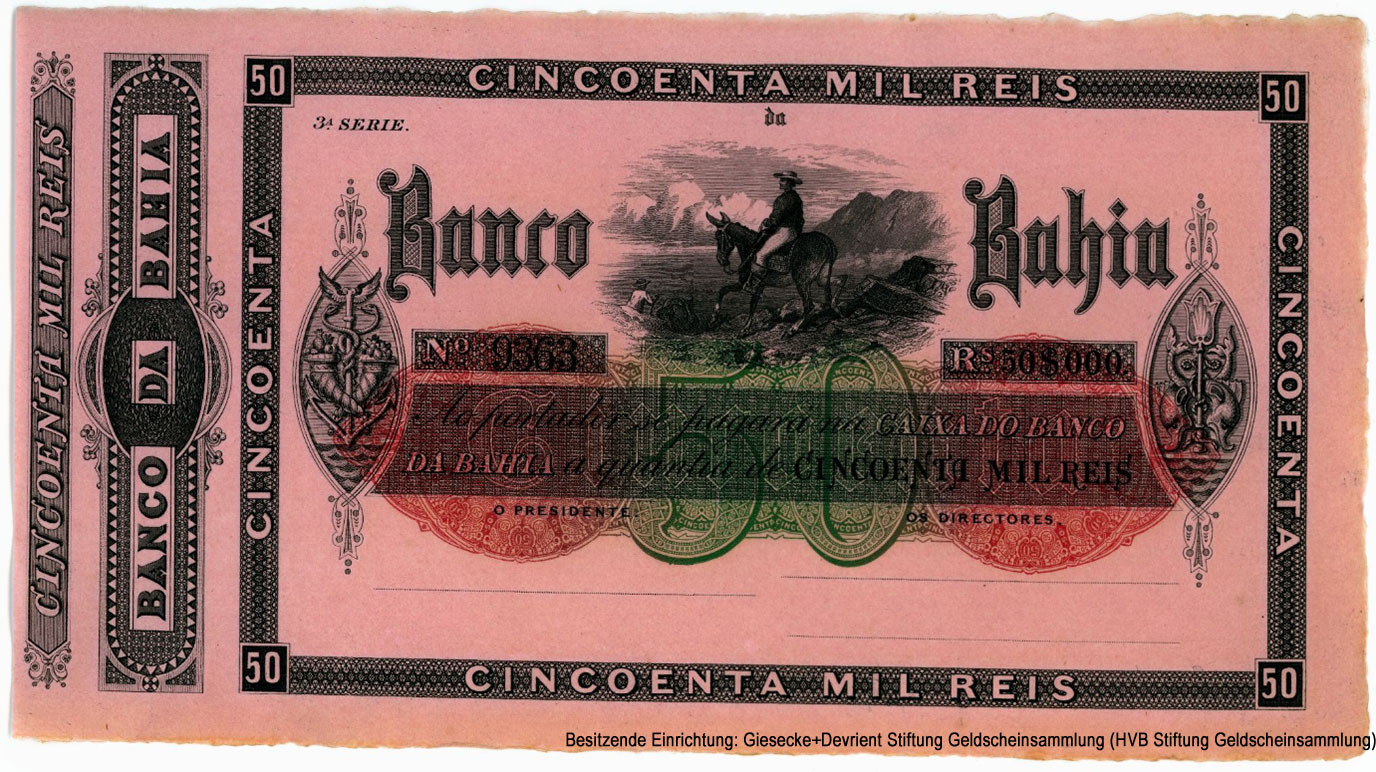 CINCOENTA MIL REIS
BANCO DA BAHIA
50 CINCOENTA MIL REIS 50
3ª SERIE.
da
Banco Bahia
CINCOENTA
CINCOENTA
Nº 9363
RS 50$000.
Ao portador se pagará na CAIXA DO BANCO
DA BAHIA a quantia de CINCOENTA MIL REIS
50
O PRESIDENTE:
OS DIRECTORES
50 CINCOENTA MIL REIS 50
Besitzende Einrichtung: Giesecke+Devrient Stiftung Geldscheinsammlung (HVB Stiftung Geldscheinsammlung)